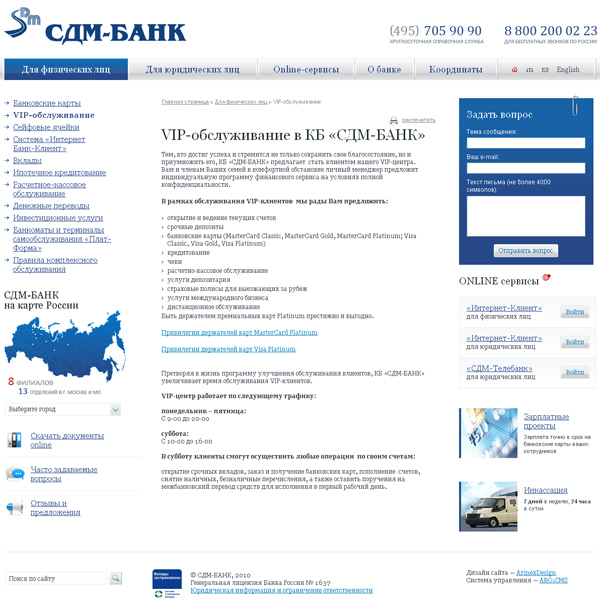 SDM
СДМ-БАНК
(495) 705 90 90
КРУГЛОСУТОЧНАЯ СПРАВОЧНАЯ СЛУЖБА
8 800 200 02 23
ДЛЯ БЕСПЛАТНЫХ ЗВОНКОВ ПО РОССИИ
Для физических лиц
Для юридических лиц
Online-сервисы
О банке
Координаты
English
Банковские карты
VIP-обслуживание
Сейфовые ячейки
Система «Интернет
Банк-Клиент»
Вклады
Ипотечное кредитование
Расчетное-кассовое
обслуживание
Денежные переводы
Инвестиционные услуги
Банкоматы и терминалы
самообслуживания «Плат-
Форма»
Правила комплексного
обслуживания
СДМ-БАНК
на карте России
8 ФИЛИАЛОВ
13 ОТДЕЛЕНИЙ В Г. МОСКВЕ И МО
Выберите город
Скачать документы
online
Часто задаваемые
вопросы
Отзывы и
предложения
Главная страница » Для физических лиц » VIP-обслуживание
распечатать
VIP-обслуживание в КБ «СДМ-БАНК»
Тем, кто достиг успеха и стремится не только сохранить свое благосостояние, но и
приумножить его, КБ «СДМ-БАНК» предлагает стать клиентом нашего VIP-центра.
Вам и членам Ваших семей в комфортной обстановке личный менеджер предложит
индивидуальную программу финансового сервиса на условиях полной
конфиденциальности.
В рамках обслуживания VIP-клиентов мы рады Вам предложить:
› открытие и ведение текущих счетов
› срочные депозиты
› банковские карты (MasterCard Classic, MasterCard Gold, MasterCard Platinum; Visa
Classic, Visa Gold, Visa Platinum)
› кредитование
› чеки
› расчетно-кассовое обслуживание
› услуги депозитария
› страховые полисы для выезжающих за рубеж
› услуги международного бизнеса
› дистанционное обслуживание
Быть держателем премиальных карт Platinum престижно и выгодно.
Привилегии держателей карт MasterCard Platinum
Привилегии держателей карт Visa Platinum
Претворяя в жизнь программу улучшения обслуживания клиентов, КБ «СДМ-БАНК»
увеличивает время обслуживания VIP-клиентов.
VIP-центр работает по следующему графику:
понедельник – пятница:
С 9-00 до 20-00
суббота:
С 10-00 до 16-00
В субботу клиенты смогут осуществить любые операции по своим счетам:
открытие срочных вкладов, заказ и получение банковских карт, пополнение счетов,
снятие наличных, безналичные перечисления, а также оставить поручения на
межбанковский перевод средств для исполнения в первый рабочий день.
Задать вопрос
Тема сообщения: *
Ваш e-mail:
Текст письма (не более 4000
символов):
Отправить вопрос
ONLINE сервисы
«Интернет-Клиент»
для физических лиц
Войти
«Интернет-Клиент»
для юридических лиц
Войти
«СДМ-Телебанк»
для юридических лиц
Войти
Зарплатные
проекты
Зарплата точно в срок на
банковские карты ваших
сотрудников
Инкассация
7 дней в неделю, 24 часа
в сутки
Поиск по сайту
Вклады
застрахованы
© СДМ-БАНК, 2010
Генеральная лицензия Банка России № 1637
Юридическая информация и ограничение ответственности
Дизайн сайта — ArmexDesign
Система управления — ABO.CMS